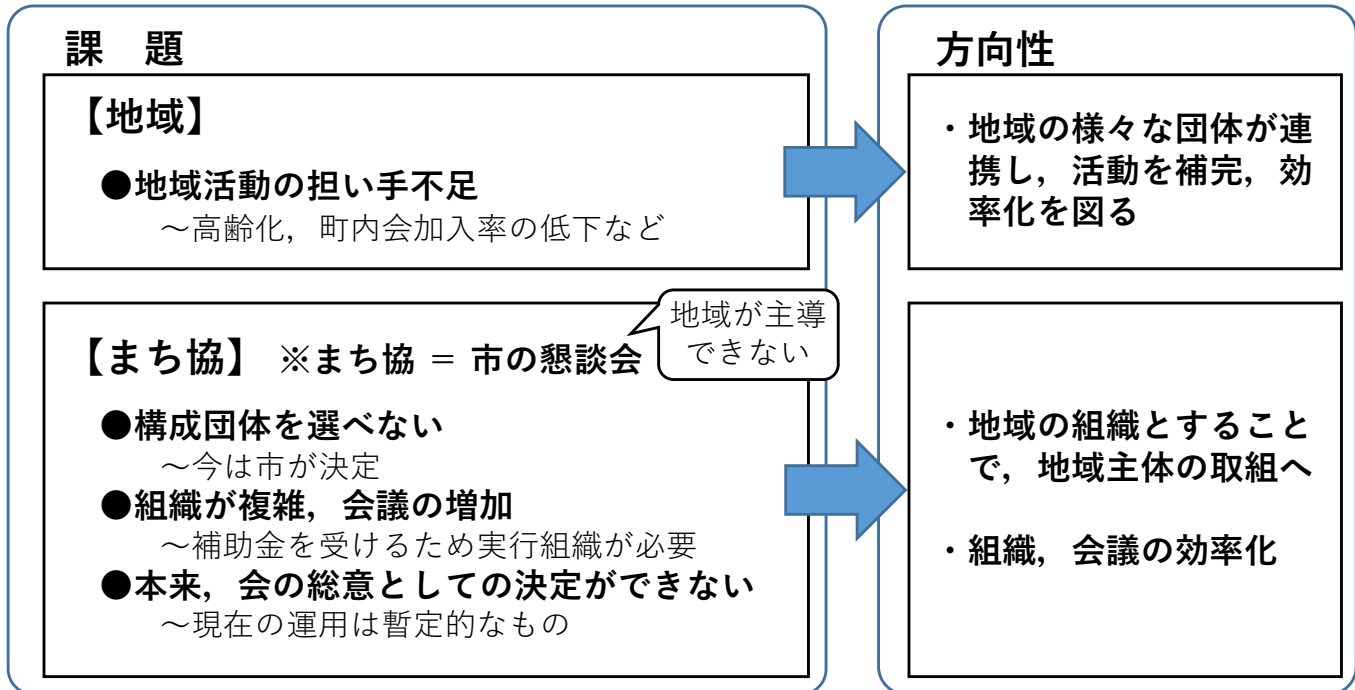 課　題
【地域】
●地域活動の担い手不足
～高齢化，町内会加入率の低下など
【まち協】 ※まち協 ＝ 市の懇談会
地域が主導
できない
●構成団体を選べない
～今は市が決定
●組織が複雑，会議の増加
～補助金を受けるため実行組織が必要
●本来，会の総意としての決定ができない
～現在の運用は暫定的なもの
方向性
・地域の様々な団体が連
携し，活動を補完，効
率化を図る
・地域の組織とすること
で，地域主体の取組へ
・組織，会議の効率化